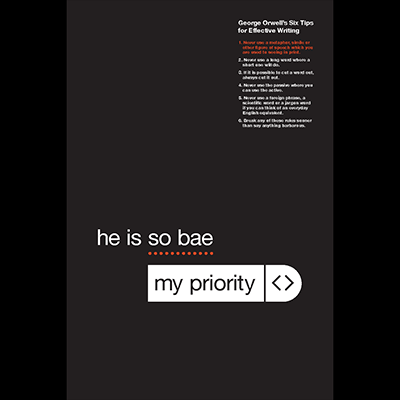 George Orwell's Six Tips
for Effective Writing
1. Never use a metaphor, simile or
other figure of speech which you
are used to seeing in print.
2. Never use a long word where a
short one will do.
3. If it is possible to cut a word out,
always cut it out.
4. Never use the passive where you
can use the active.
5. Never use a foreign phrase, a
scientific word or a jargon word
if you can think of an everyday
English equivalent.
6. Break any of these rules sooner
than say anything barbarous.
he is so bae
my priority <>